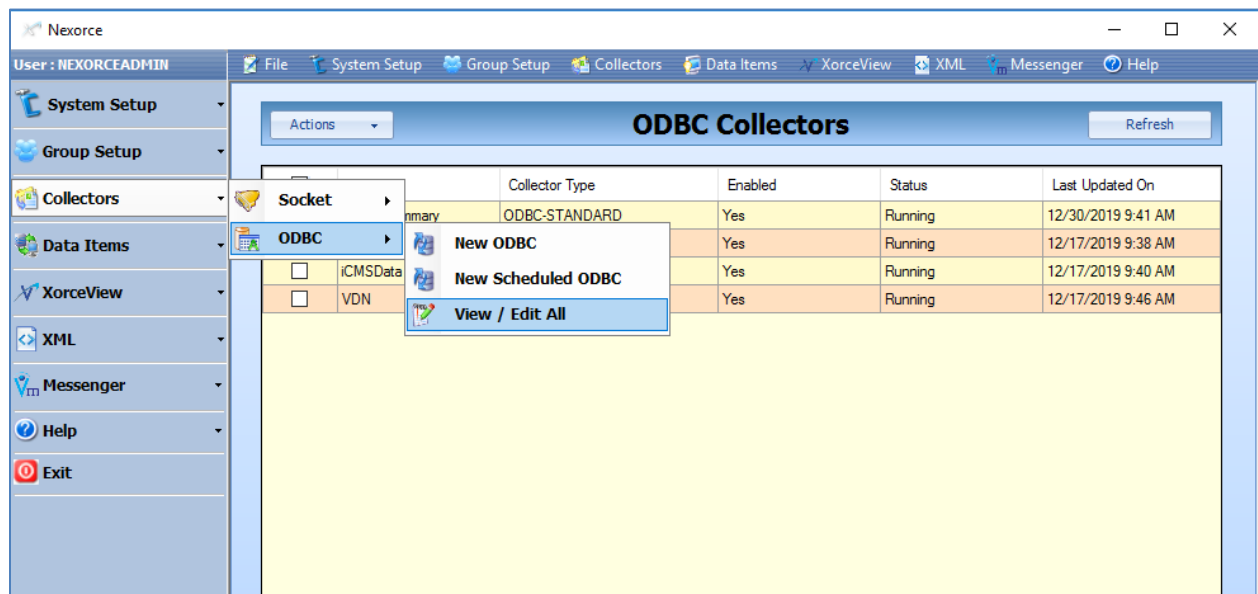 Nexorce
User : NEXORCEADMIN
File System Setup Group Setup Collectors Data Items XorceView XML Messenger Help
System Setup
Group Setup
Collectors
Data Items
XorceView
XML
Messenger
Help
Exit
Actions
ODBC Collectors
Refresh
Collector Type Enabled Status Last Updated On
ODBC-STANDARD Yes Running 12/30/2019 9:41 AM
Yes Running 12/17/2019 9:38 AM
iCMSData Yes Running 12/17/2019 9:40 AM
VDN Yes Running 12/17/2019 9:46 AM
Socket
ODBC
New ODBC
New Scheduled ODBC
View / Edit All